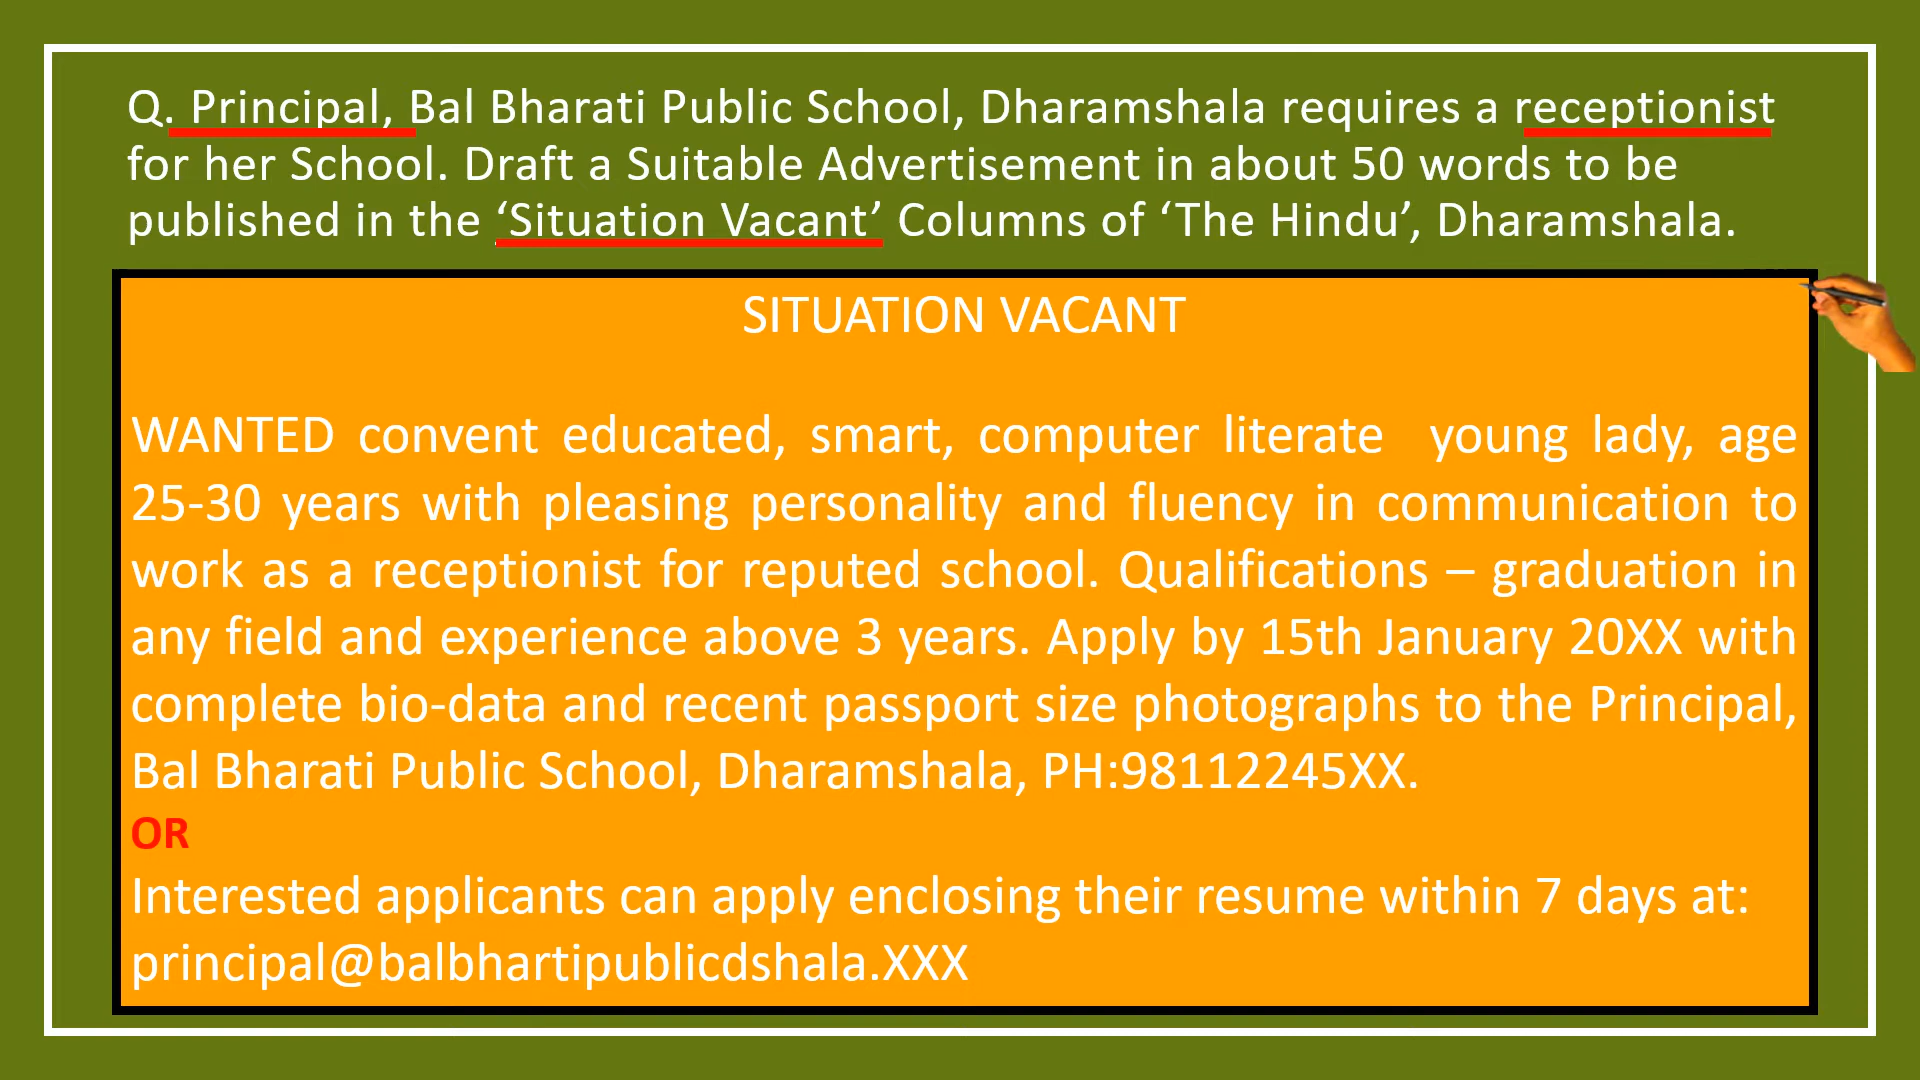 Q. Principal, Bal Bharati Public School, Dharamshala requires a receptionist
for her School. Draft a Suitable Advertisement in about 50 words to be
published in the ‘Situation Vacant’ Columns of ‘The Hindu’, Dharamshala.
SITUATION VACANT
WANTED convent educated, smart, computer literate young lady, age
25-30 years with pleasing personality and fluency in communication to
work as a receptionist for reputed school. Qualifications – graduation in
any field and experience above 3 years. Apply by 15th January 20XX with
complete bio-data and recent passport size photographs to the Principal,
Bal Bharati Public School, Dharamshala, PH:98112245XX.
OR
Interested applicants can apply enclosing their resume within 7 days at:
principal@balbhartipublicdshala.XXX